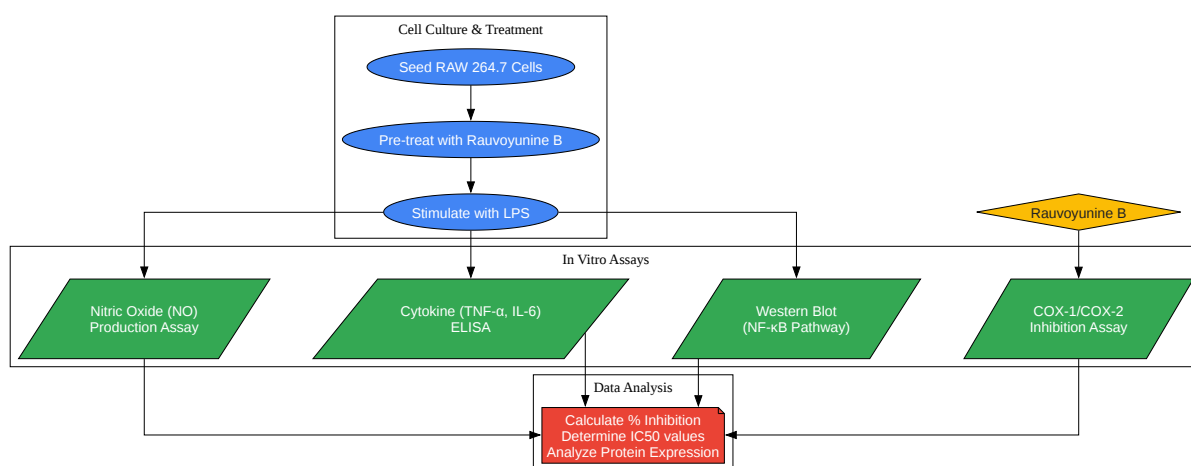 Cell Culture & Treatment
Seed RAW 264.7 Cells
Pre-treat with Rauvoyunine B
Stimulate with LPS
Rauvoyunine B
In Vitro Assays
Nitric Oxide (NO)
Production Assay
Cytokine (TNF-α, IL-6)
ELISA
Western Blot
(NF-κB Pathway)
COX-1/COX-2
Inhibition Assay
Data Analysis
Calculate % Inhibition
Determine IC50 values
Analyze Protein Expression